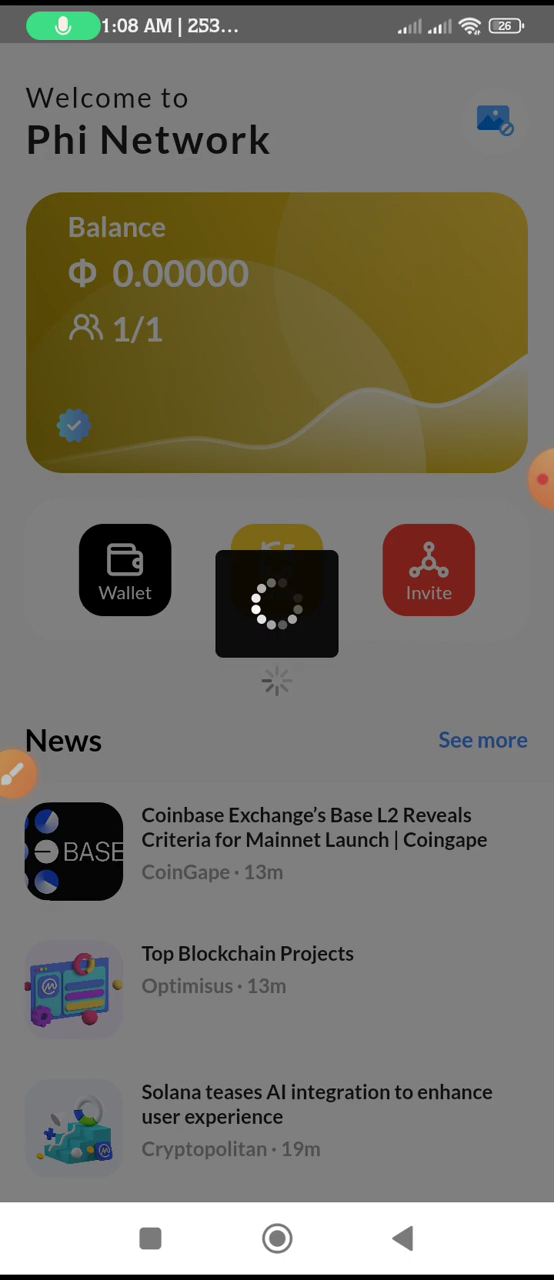 1:08 AM | 253...
26
Welcome to
Phi Network
Balance
Φ 0.00000
1/1
Wallet
Invite
News
See more
BASE
Coinbase Exchange’s Base L2 Reveals
Criteria for Mainnet Launch | Coingape
CoinGape · 13m
Top Blockchain Projects
Optimisus · 13m
Solana teases AI integration to enhance
user experience
Cryptopolitan · 19m